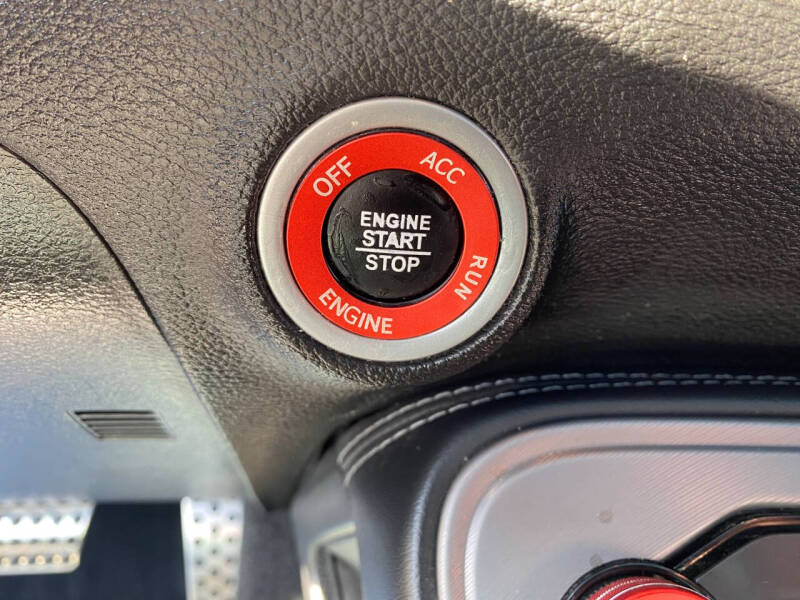 OFF
ACC
RUN
ENGINE
ENGINE
START
STOP